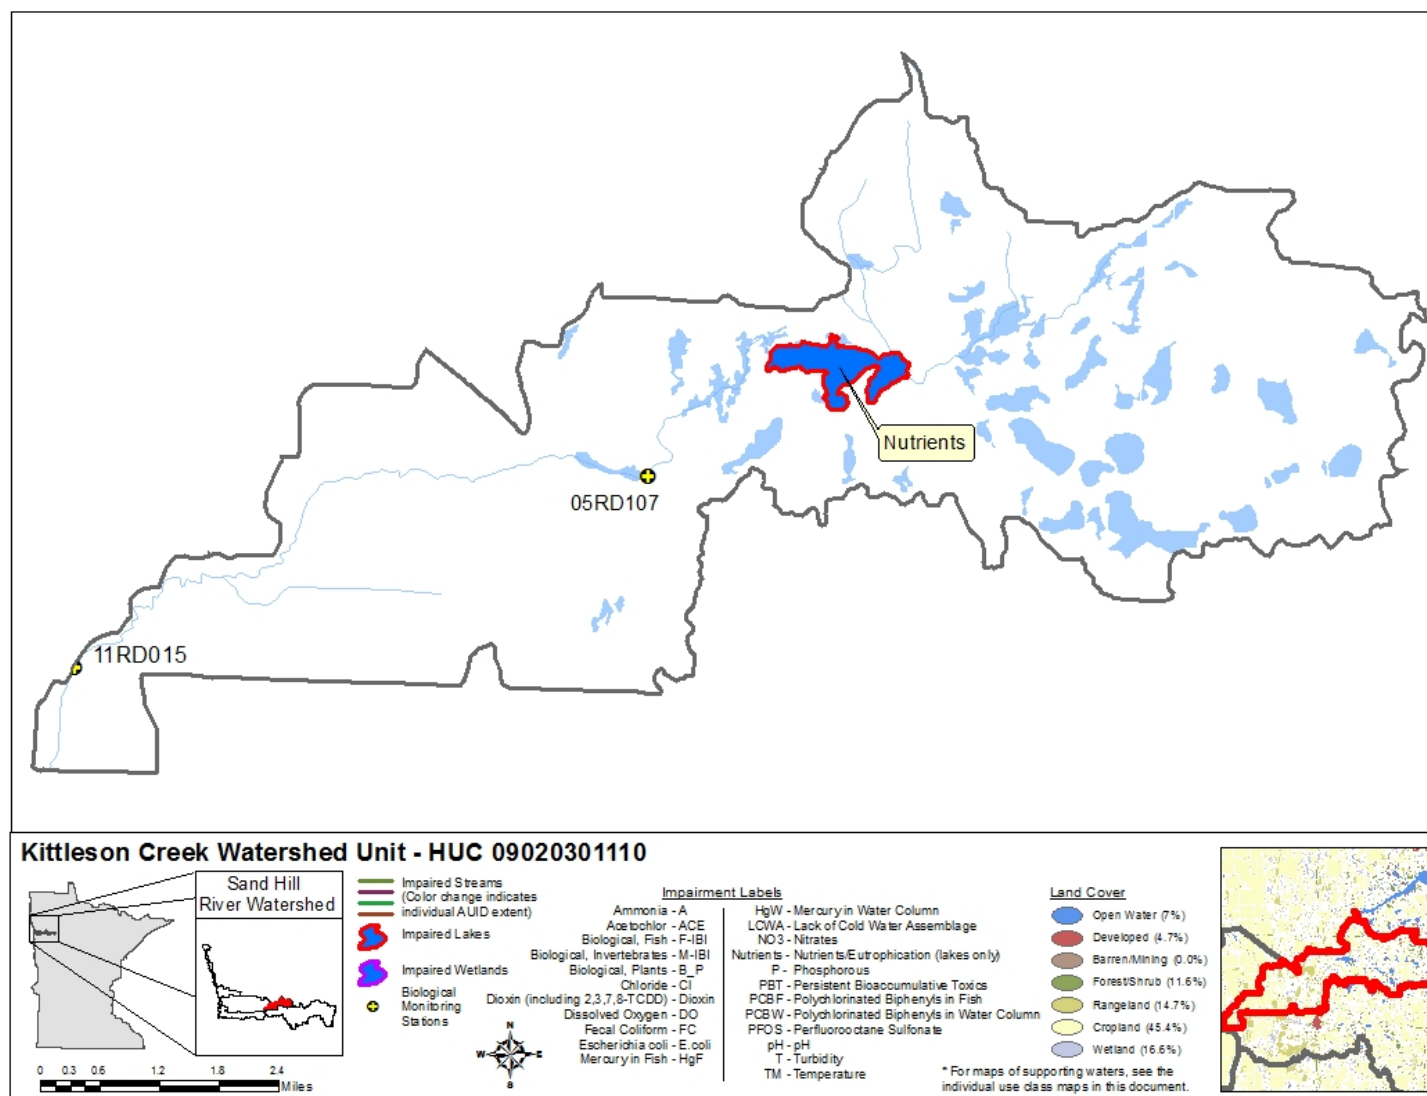 Nutrients
05RD107
11RD015
Kittleson Creek Watershed Unit - HUC 09020301110
Sand Hill
River Watershed
0 0.3 0.6 1.2 1.8 2.4
Miles
Impaired Streams
(Color change indicates
individual AUID extent)
Impaired Lakes
Impaired Wetlands
Biological
Monitoring
Stations
N
W E
S
Impairment Labels
Ammonia - A
Acetochlor - ACE
Biological, Fish - F-IBI
Biological, Invertebrates - M-IBI
Biological, Plants - B_P
Chloride - Cl
Dioxin (including 2,3,7,8-TCDD) - Dioxin
Dissolved Oxygen - DO
Fecal Coliform - FC
Escherichia coli - E.coli
Mercury in Fish - HgF
HgW - Mercury in Water Column
LCWA - Lack of Cold Water Assemblage
NO3 - Nitrates
Nutrients - Nutrients/Eutrophication (lakes only)
P - Phosphorous
PBT - Persistent Bioaccumulative Toxics
PCBF - Polychlorinated Biphenyls in Fish
PCBW - Polychlorinated Biphenyls in Water Column
PFOS - Perfluorooctane Sulfonate
pH - pH
T - Turbidity
TM - Temperature
Land Cover
Open Water (7%)
Developed (4.7%)
Barren/Mining (0.0%)
Forest/Shrub (11.6%)
Rangeland (14.7%)
Cropland (45.4%)
Wetland (16.6%)
* For maps of supporting waters, see the
individual use class maps in this document.